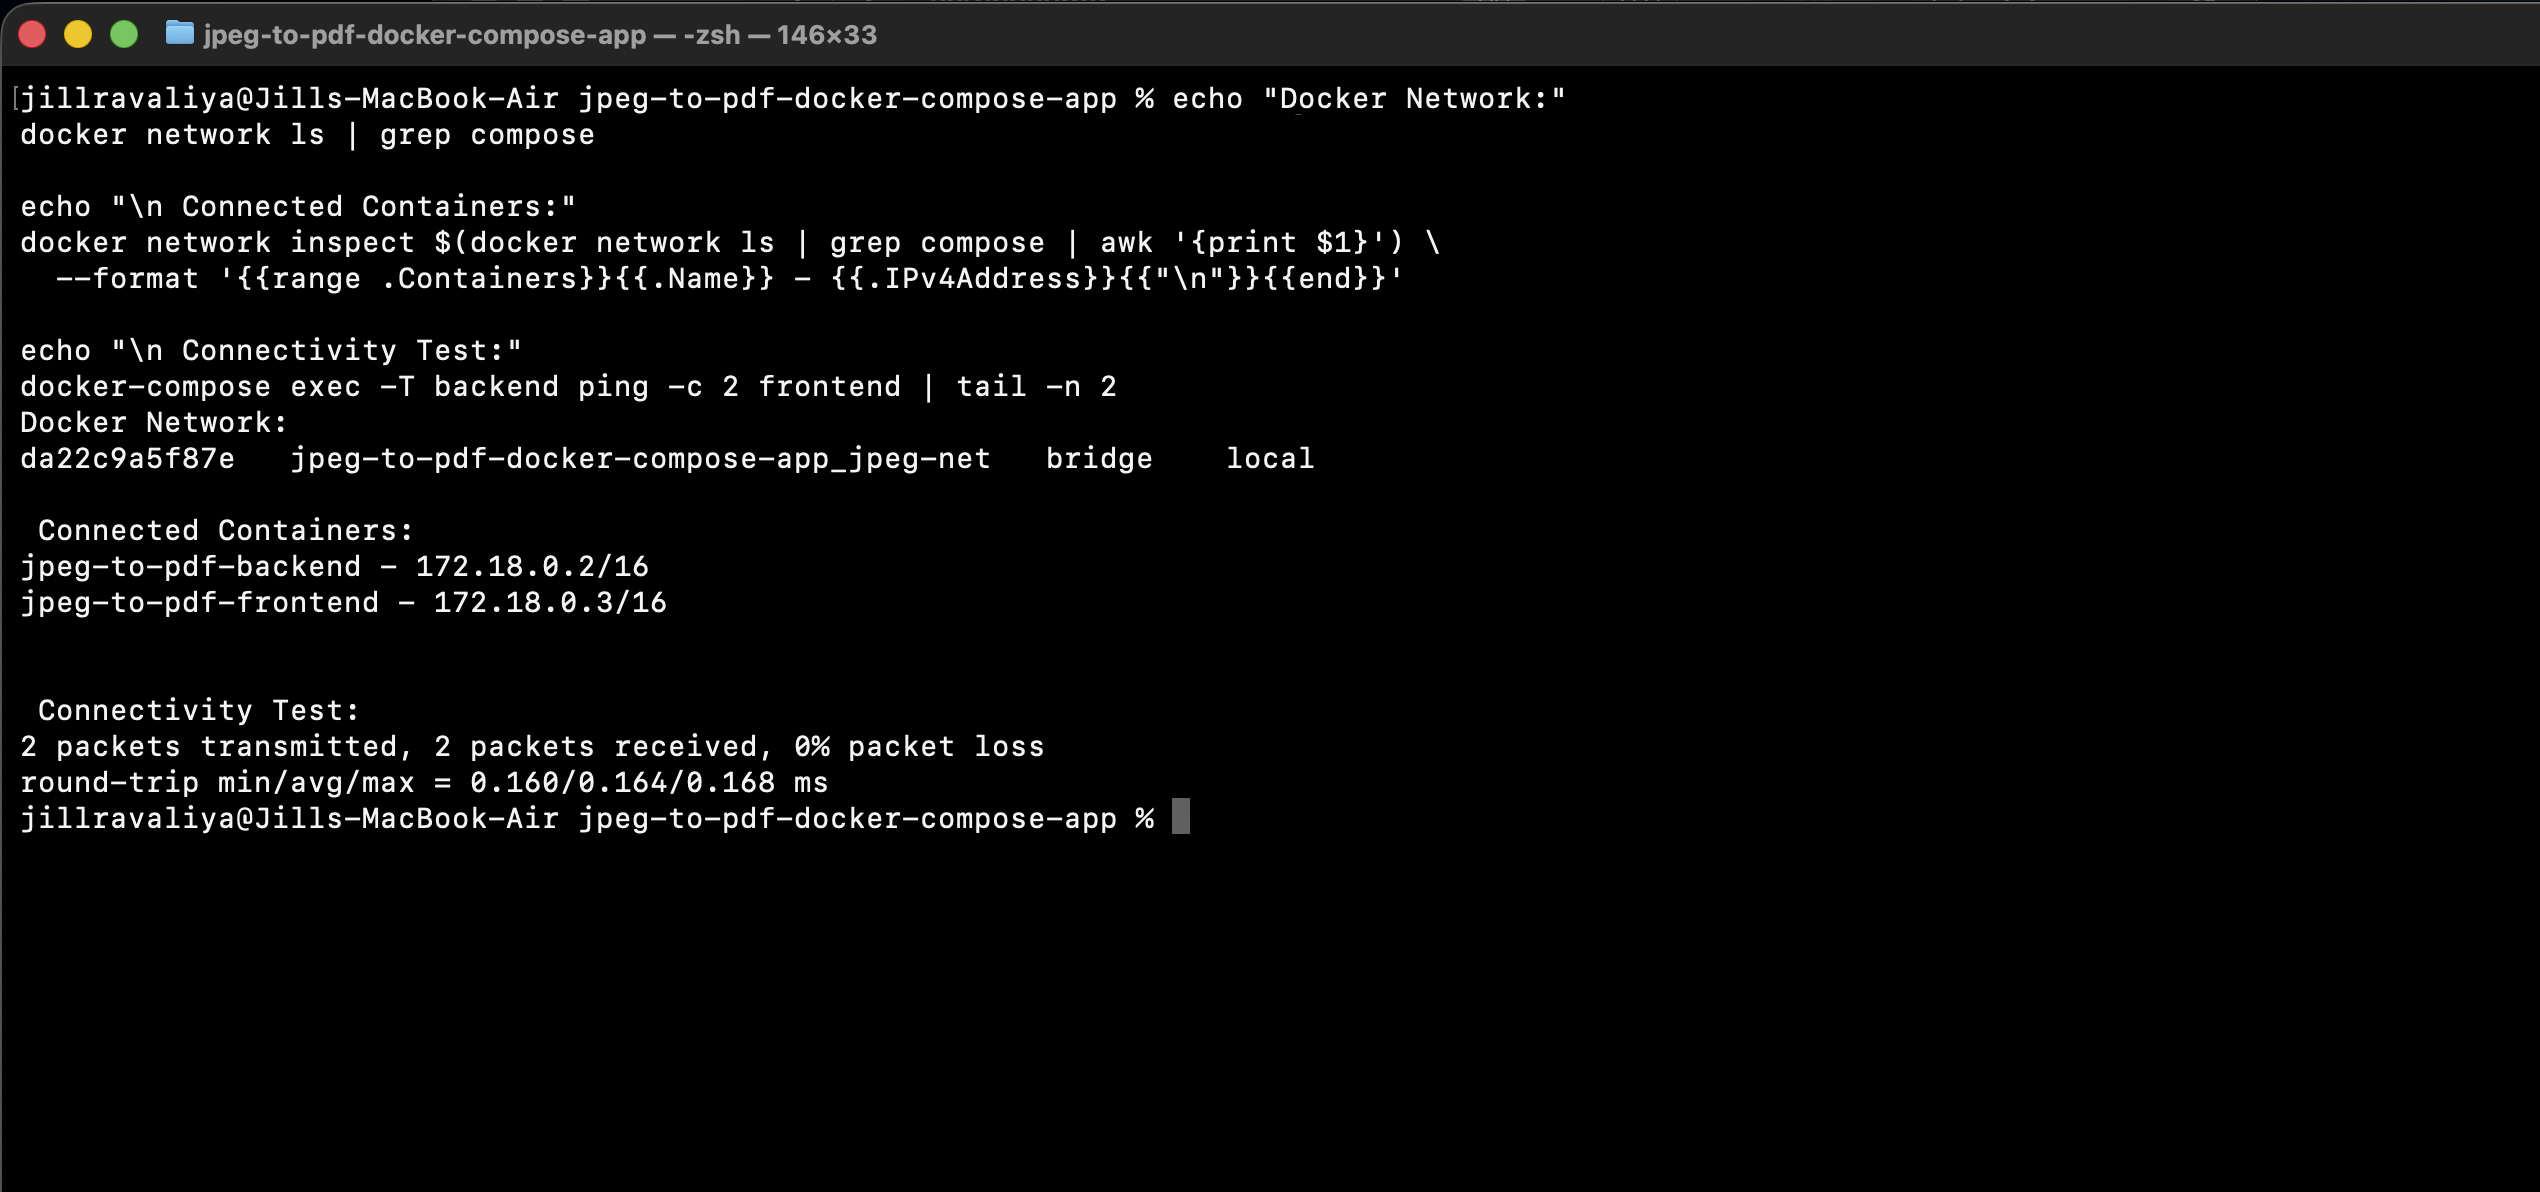 jpeg-to-pdf-docker-compose-app — -zsh — 146×33
jillravaliya@Jills-MacBook-Air jpeg-to-pdf-docker-compose-app % echo "Docker Network:"
docker network ls | grep compose
echo "\n Connected Containers:"
docker network inspect $(docker network ls | grep compose | awk '{print $1}') \
  --format '{{range .Containers}}{{.Name}} - {{.IPv4Address}}{{"\n"}}{{end}}'
echo "\n Connectivity Test:"
docker-compose exec -T backend ping -c 2 frontend | tail -n 2
Docker Network:
da22c9a5f87e   jpeg-to-pdf-docker-compose-app_jpeg-net   bridge    local
 Connected Containers:
jpeg-to-pdf-backend - 172.18.0.2/16
jpeg-to-pdf-frontend - 172.18.0.3/16
 Connectivity Test:
2 packets transmitted, 2 packets received, 0% packet loss
round-trip min/avg/max = 0.160/0.164/0.168 ms
jillravaliya@Jills-MacBook-Air jpeg-to-pdf-docker-compose-app %